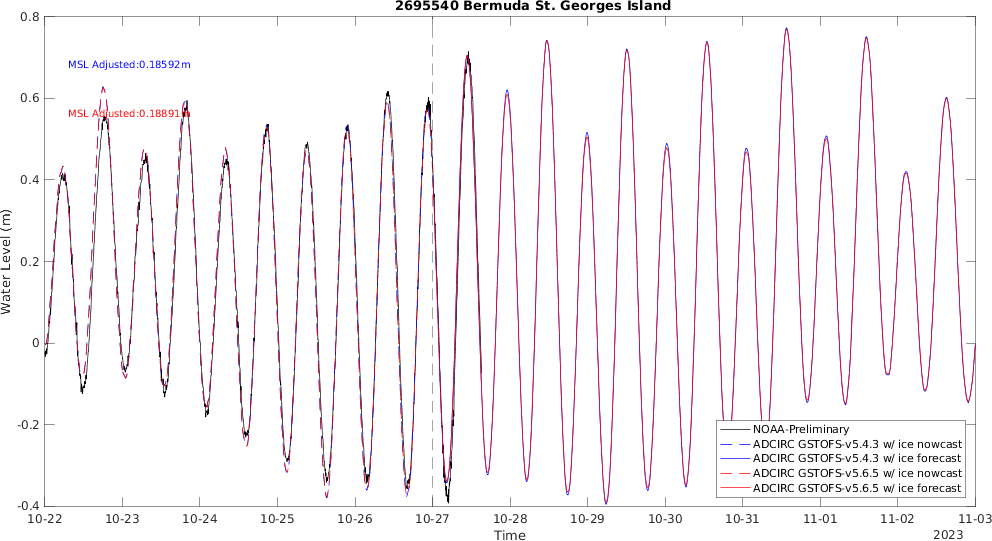 2695540 Bermuda St. Georges Island
0.8
0.6
0.4
0.2
0
-0.2
-0.4
Water Level (m)
MSL Adjusted:0.18592m
MSL Adjusted:0.18891m
NOAA-Preliminary
ADCIRC GSTOFS-v5.4.3 w/ ice nowcast
ADCIRC GSTOFS-v5.4.3 w/ ice forecast
ADCIRC GSTOFS-v5.6.5 w/ ice nowcast
ADCIRC GSTOFS-v5.6.5 w/ ice forecast
10-22 10-23 10-24 10-25 10-26 10-27 10-28 10-29 10-30 10-31 11-01 11-02 11-03
Time
2023